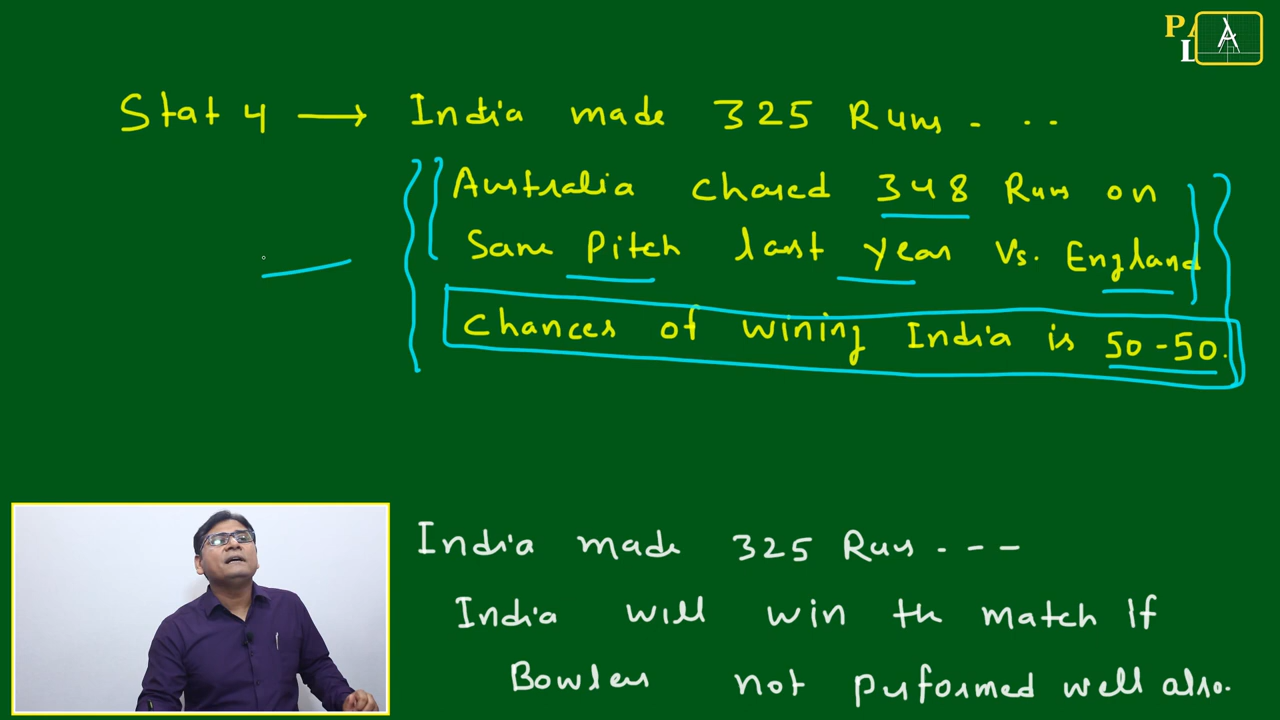 Stat 4 → India made 325 Runs - ..
Australia chased 348 Runs on
Same Pitch last year Vs. England
Chances of wining India is 50-50.
India made 325 Run - - -
India will win the match If
Bowlers not performed well also.